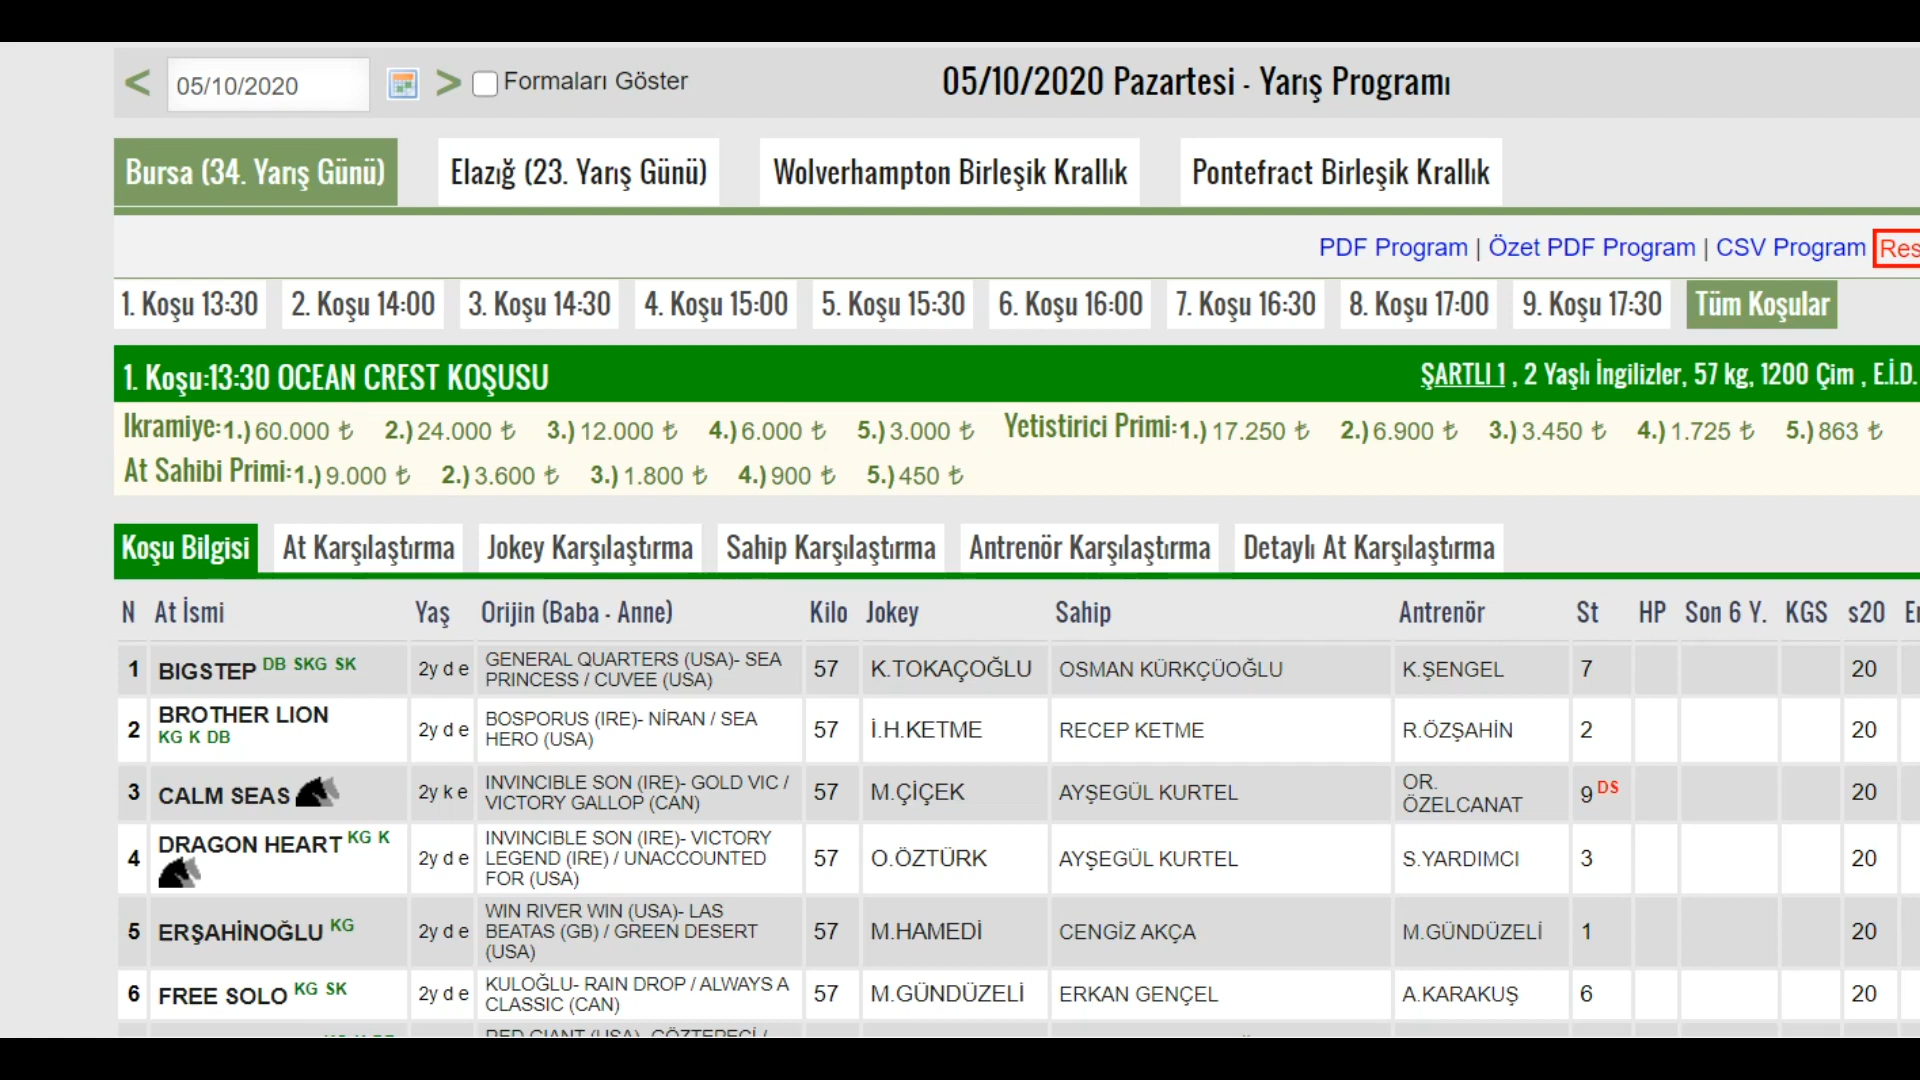 < 05/10/2020 > Formaları Göster 05/10/2020 Pazartesi - Yarış Programı
Bursa (34. Yarış Günü) Elazığ (23. Yarış Günü) Wolverhampton Birleşik Krallık Pontefract Birleşik Krallık
PDF Program | Özet PDF Program | CSV Program Res
1. Koşu 13:30 2. Koşu 14:00 3. Koşu 14:30 4. Koşu 15:00 5. Koşu 15:30 6. Koşu 16:00 7. Koşu 16:30 8. Koşu 17:00 9. Koşu 17:30 Tüm Koşular
1. Koşu:13:30 OCEAN CREST KOŞUSU ŞARTLI 1 , 2 Yaşlı İngilizler, 57 kg, 1200 Çim , E.İ.D.
Ikramiye:1.) 60.000 ₺ 2.) 24.000 ₺ 3.) 12.000 ₺ 4.) 6.000 ₺ 5.) 3.000 ₺ Yetistirici Primi:1.) 17.250 ₺ 2.) 6.900 ₺ 3.) 3.450 ₺ 4.) 1.725 ₺ 5.) 863 ₺
At Sahibi Primi:1.) 9.000 ₺ 2.) 3.600 ₺ 3.) 1.800 ₺ 4.) 900 ₺ 5.) 450 ₺
Koşu Bilgisi At Karşılaştırma Jokey Karşılaştırma Sahip Karşılaştırma Antrenör Karşılaştırma Detaylı At Karşılaştırma
N At İsmi Yaş Orijin (Baba - Anne) Kilo Jokey Sahip Antrenör St HP Son 6 Y. KGS s20
1 BIGSTEP DB SKG SK 2y d e GENERAL QUARTERS (USA)- SEA
PRINCESS / CUVEE (USA) 57 K.TOKAÇOĞLU OSMAN KÜRKÇÜOĞLU K.ŞENGEL 7 20
2 BROTHER LION
KG K DB 2y d e BOSPORUS (IRE)- NİRAN / SEA
HERO (USA) 57 İ.H.KETME RECEP KETME R.ÖZŞAHİN 2 20
3 CALM SEAS 2y k e INVINCIBLE SON (IRE)- GOLD VIC /
VICTORY GALLOP (CAN) 57 M.ÇİÇEK AYŞEGÜL KURTEL OR.
ÖZELCANAT 9 DS 20
4 DRAGON HEART KG K 2y d e INVINCIBLE SON (IRE)- VICTORY
LEGEND (IRE) / UNACCOUNTED
FOR (USA) 57 O.ÖZTÜRK AYŞEGÜL KURTEL S.YARDIMCI 3 20
5 ERŞAHİNOĞLU KG 2y d e WIN RIVER WIN (USA)- LAS
BEATAS (GB) / GREEN DESERT
(USA) 57 M.HAMEDİ CENGİZ AKÇA M.GÜNDÜZELİ 1 20
6 FREE SOLO KG SK 2y d e KULOĞLU- RAIN DROP / ALWAYS A
CLASSIC (CAN) 57 M.GÜNDÜZELİ ERKAN GENÇEL A.KARAKUŞ 6 20